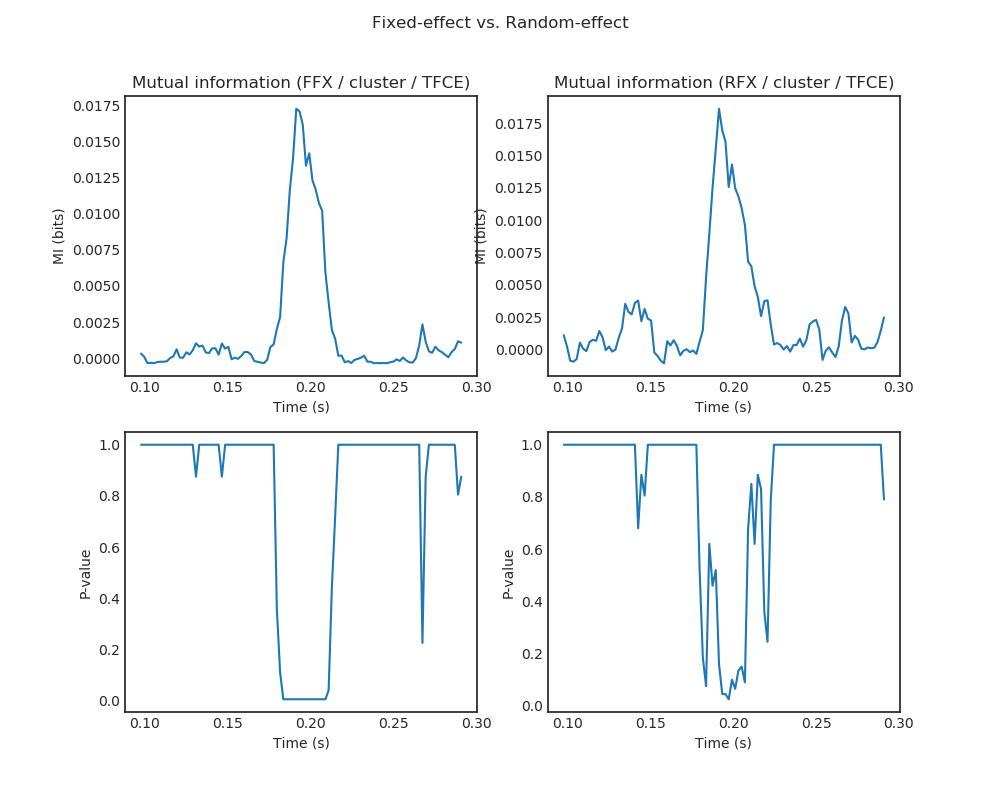 Fixed-effect vs. Random-effect
Mutual information (FFX / cluster / TFCE)
0.0175
0.0150
0.0125
0.0100
0.0075
0.0050
0.0025
0.0000
MI (bits)
0.10 0.15 0.20 0.25 0.30
Time (s)
Mutual information (RFX / cluster / TFCE)
0.0175
0.0150
0.0125
0.0100
0.0075
0.0050
0.0025
0.0000
MI (bits)
0.10 0.15 0.20 0.25 0.30
Time (s)
1.0
0.8
0.6
0.4
0.2
0.0
P-value
0.10 0.15 0.20 0.25 0.30
Time (s)
1.0
0.8
0.6
0.4
0.2
0.0
P-value
0.10 0.15 0.20 0.25 0.30
Time (s)